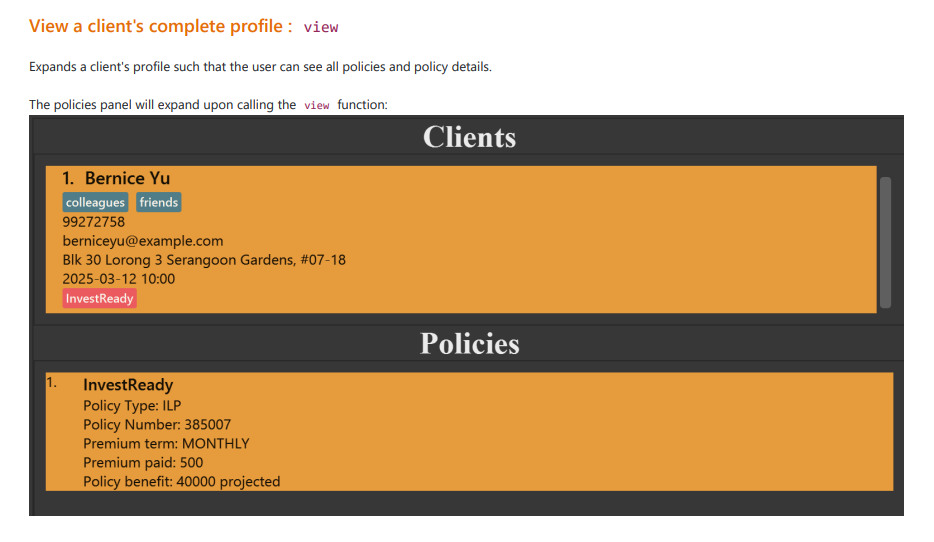 View a client's complete profile : view
Expands a client's profile such that the user can see all policies and policy details.
The policies panel will expand upon calling the view function:
Clients
1. Bernice Yu
colleagues friends
99272758
berniceyu@example.com
Blk 30 Lorong 3 Serangoon Gardens, #07-18
2025-03-12 10:00
InvestReady
Policies
1. InvestReady
Policy Type: ILP
Policy Number: 385007
Premium term: MONTHLY
Premium paid: 500
Policy benefit: 40000 projected